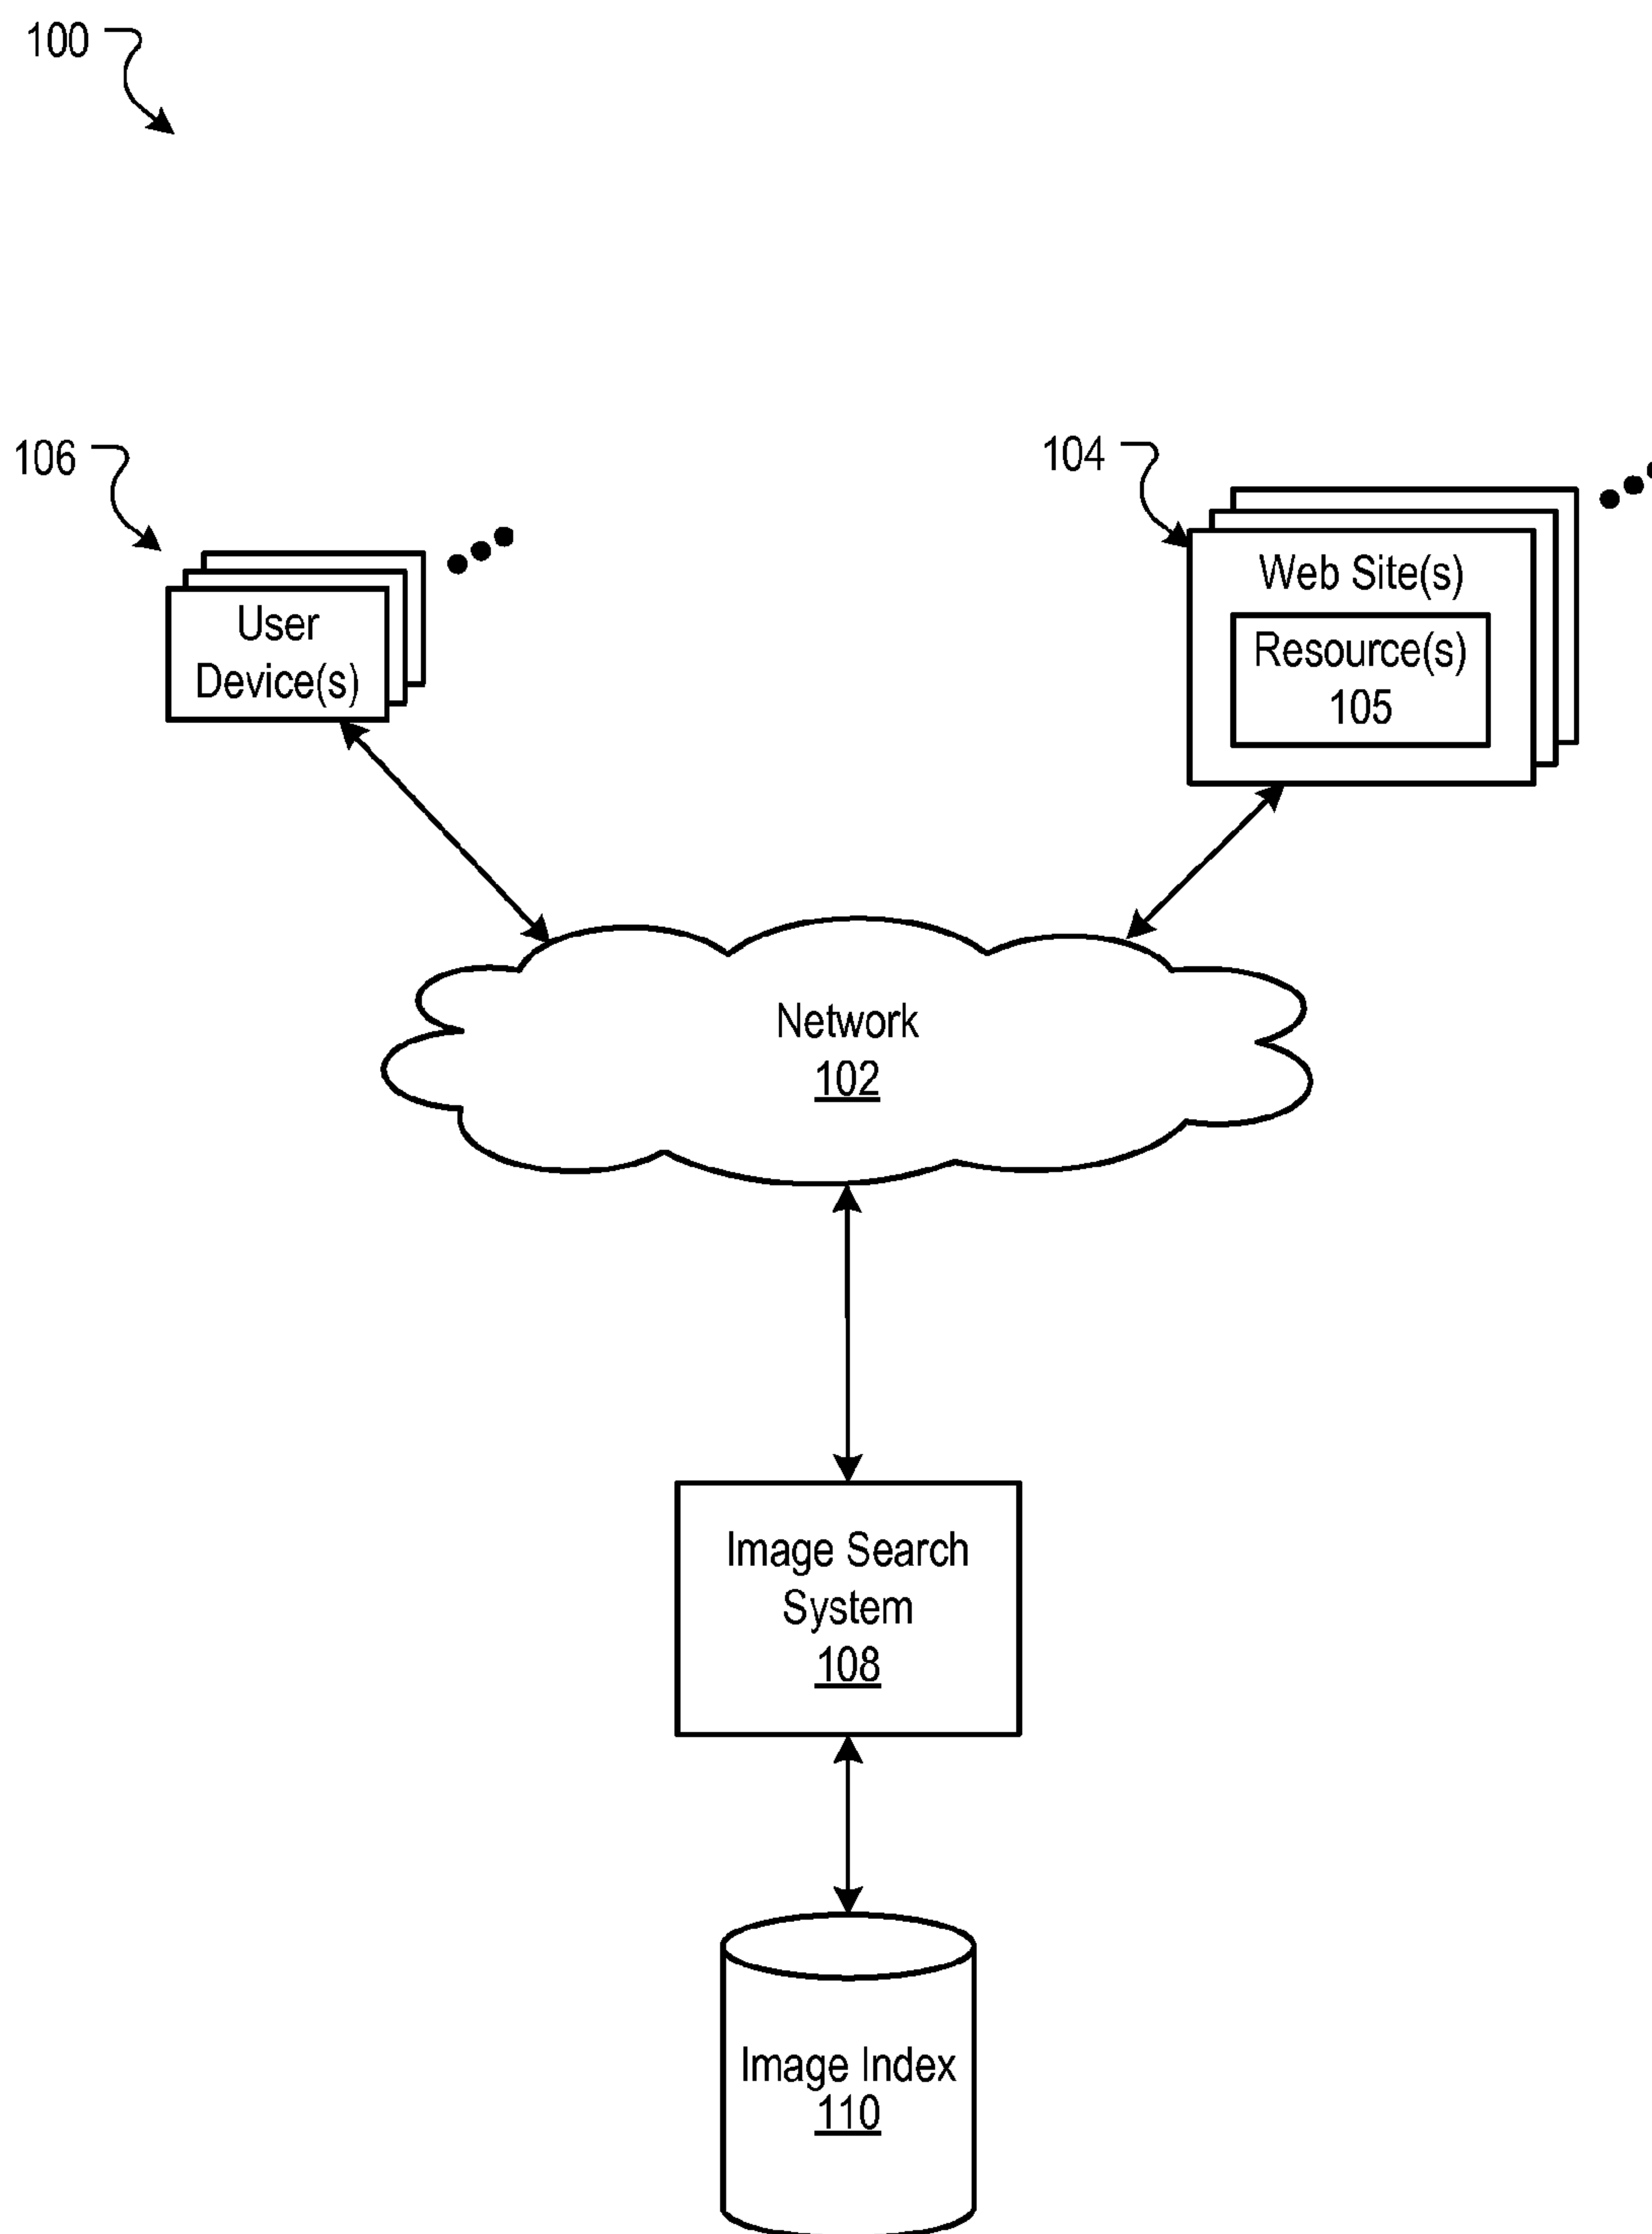 100
106
104
User
Device(s)
Web Site(s)
Resource(s)
105
Network
102
Image Search
System
108
Image Index
110